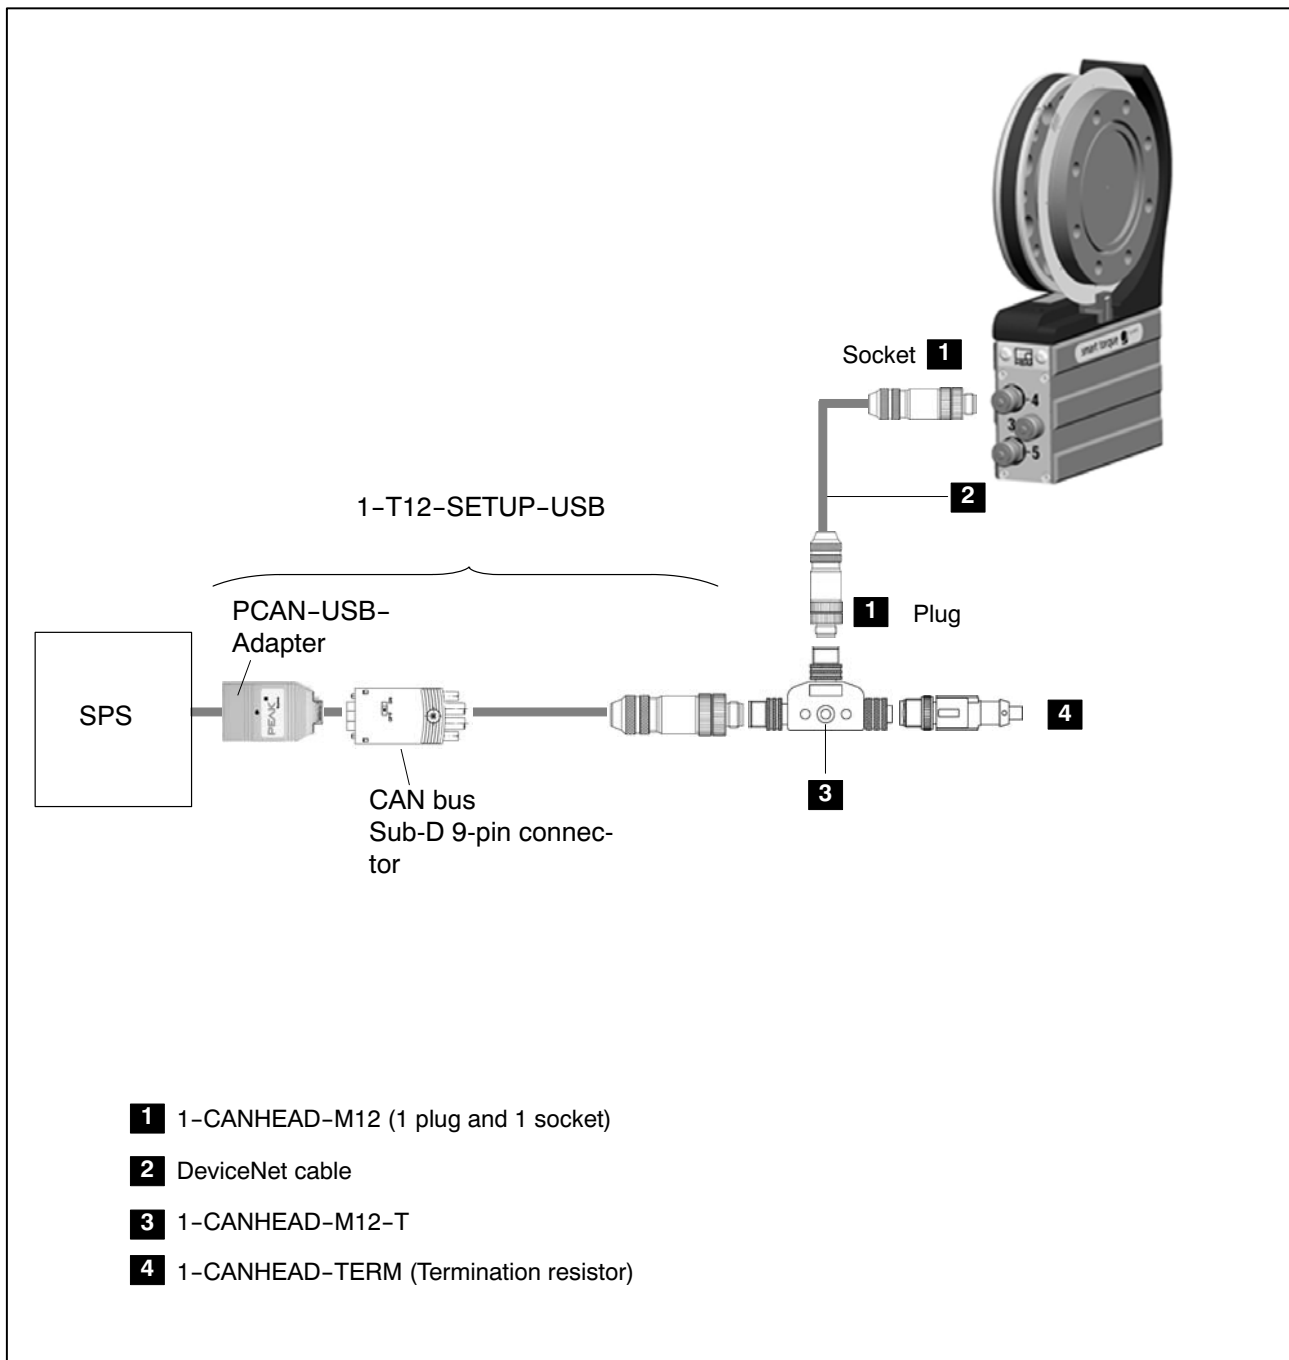 Socket 1
smart torque
4
3
5
2
1-T12-SETUP-USB
1 Plug
PCAN-USB-
Adapter
SPS
PEAK
4
3
CAN bus
Sub-D 9-pin connec-
tor
1 1-CANHEAD-M12 (1 plug and 1 socket)
2 DeviceNet cable
3 1-CANHEAD-M12-T
4 1-CANHEAD-TERM (Termination resistor)